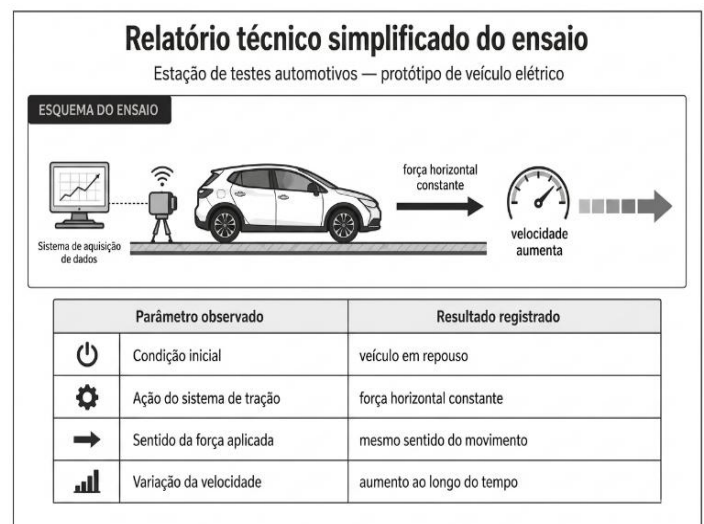 Relatório técnico simplificado do ensaio
Estação de testes automotivos — protótipo de veículo elétrico
ESQUEMA DO ENSAIO
Sistema de aquisição
de dados
força horizontal
constante
velocidade
aumenta
Parâmetro observado Resultado registrado
Condição inicial veículo em repouso
Ação do sistema de tração força horizontal constante
Sentido da força aplicada mesmo sentido do movimento
Variação da velocidade aumento ao longo do tempo